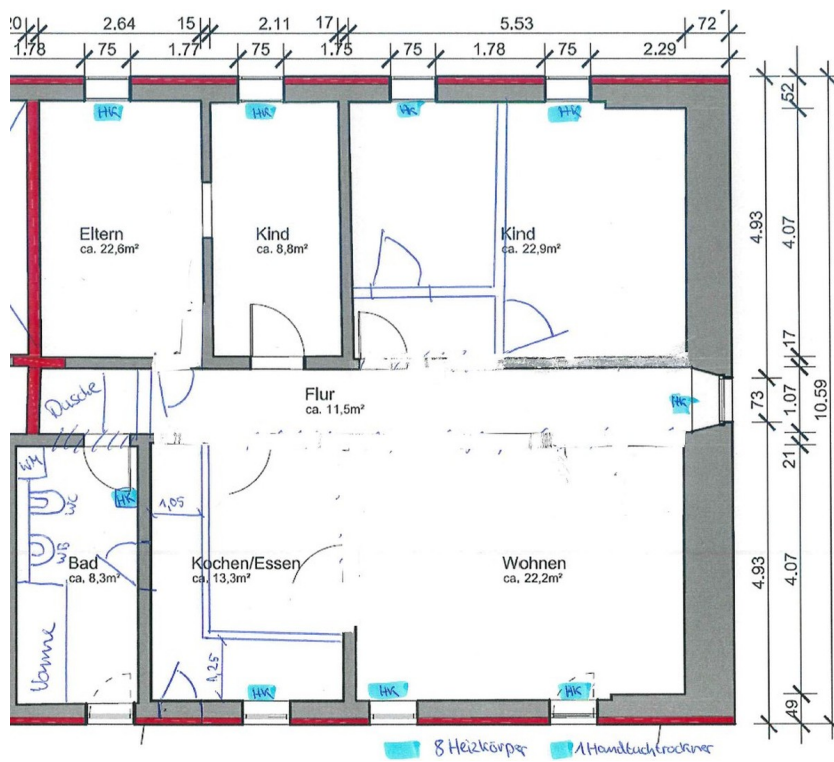 20 2.64 15 2.11 17 5.53 72
1.78 75 1.77 75 1.75 75 1.78 75 2.29
HK HK HK HK
52
4.93 4.07
Eltern
ca. 22,6m²
Kind
ca. 8,8m²
Kind
ca. 22,9m²
17
Dusche
Flur
ca. 11,5m²
HK
73 1.07 10.59
21
WM
HK
WC
1,05
WB
Bad
ca. 8,3m²
Kochen/Essen
ca. 13,3m²
Wohnen
ca. 22,2m²
4.93 4.07
Wanne
1,25
HK HK HK
49
8 Heizkörper 1 Handtuchtrockner